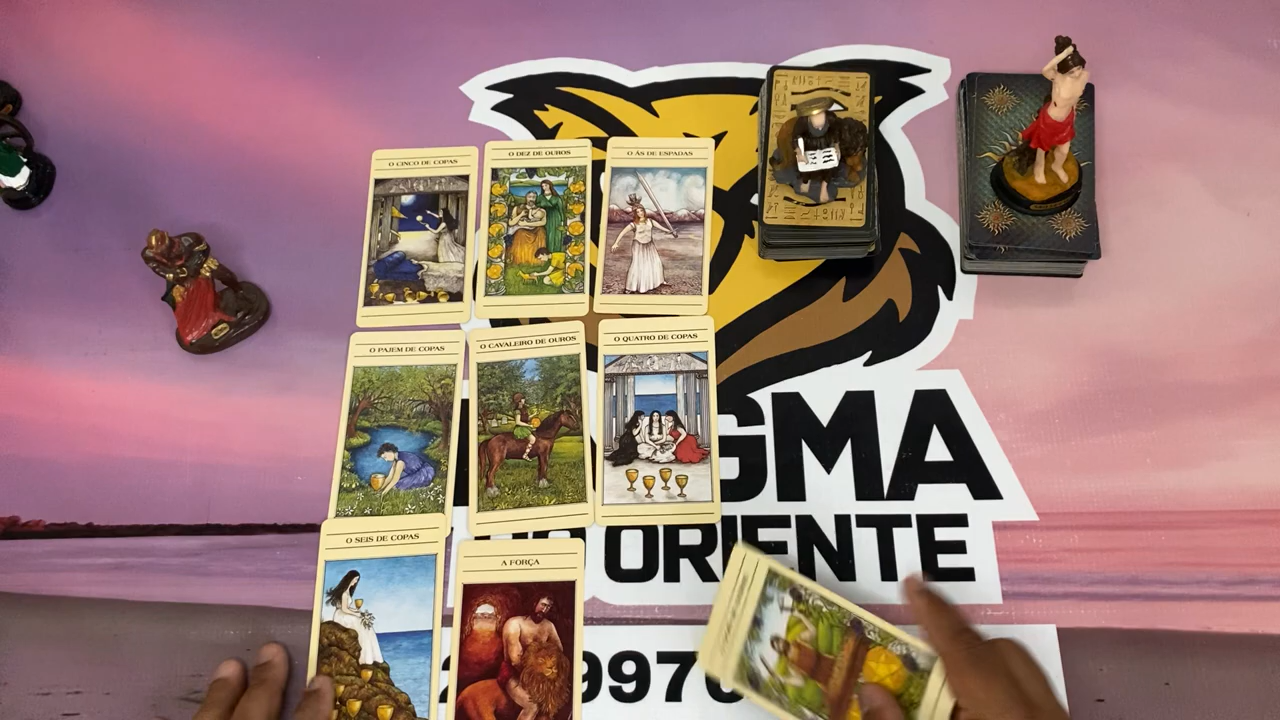 O CINCO DE COPAS
O DEZ DE OUROS
O ÁS DE ESPADAS
O PAJEM DE COPAS
O CAVALEIRO DE OUROS
O QUATRO DE COPAS
GMA
O SEIS DE COPAS
A FORÇA
ORIENTE
997